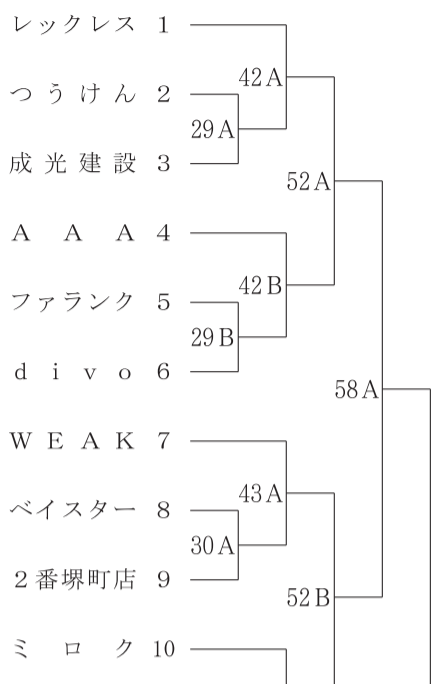 レックレス 1
42A
つうけん 2
29A
成光建設 3
52A
A A A 4
42B
ファランク 5
29B
divo 6
58A
WEAK 7
43A
ベイスター 8
30A
2番堺町店 9
52B
ミロク 10